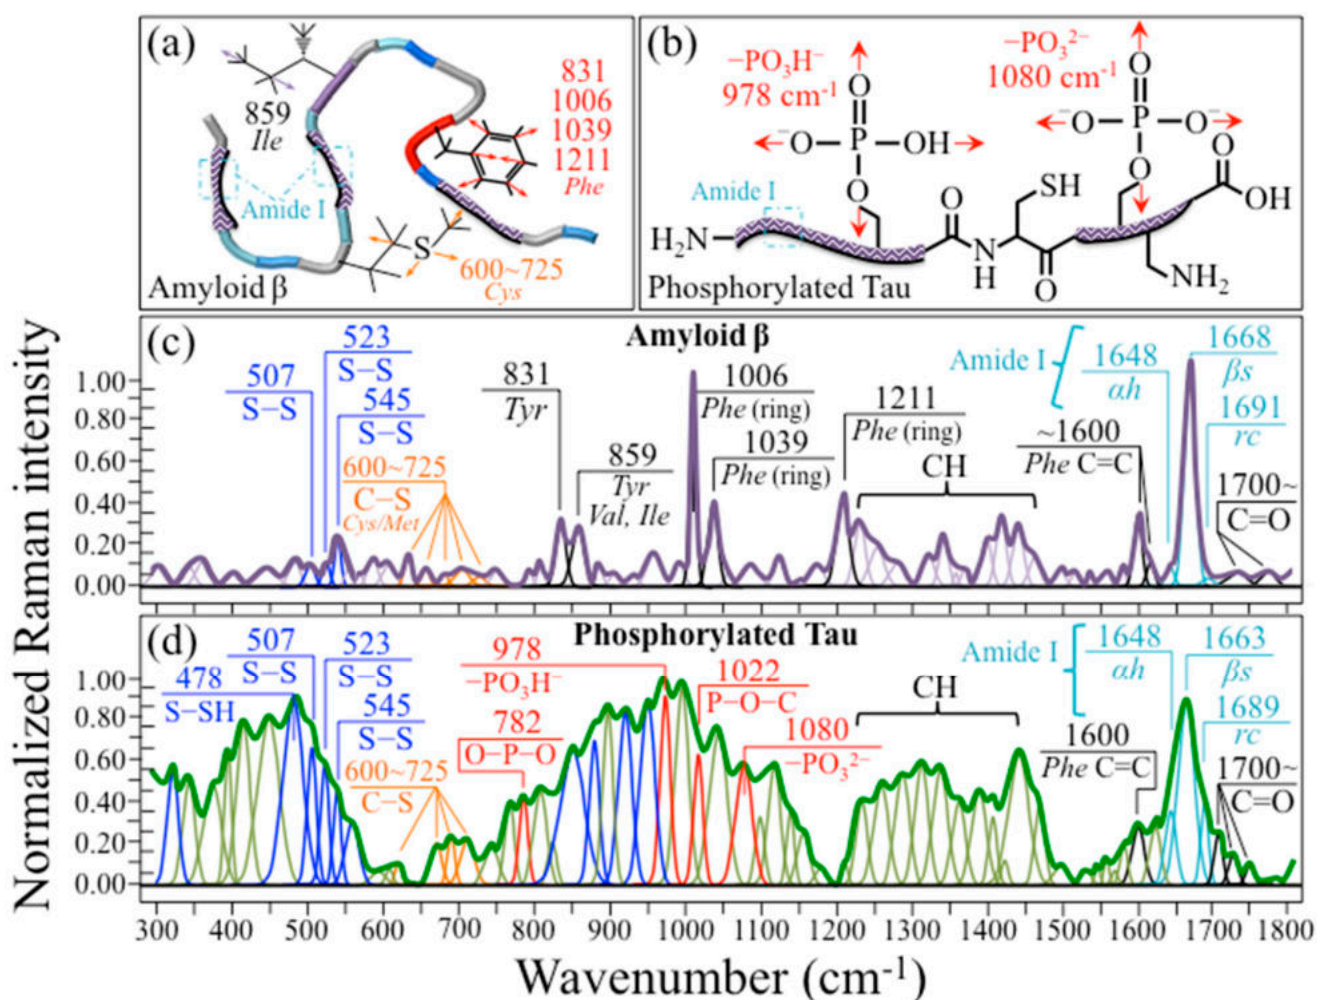 (a)
859
Ile
Amide I
S
600~725
Cys
831
1006
1039
1211
Phe
Amyloid β
(b)
−PO₃H⁻
978 cm⁻¹
−PO₃²⁻
1080 cm⁻¹
O
⁻O P OH
O
O
⁻O P O⁻
O
Amide I
H₂N
O
N
H
SH
O
O
OH
NH₂
Phosphorylated Tau
Normalized Raman intensity
(c)
Amyloid β
507
S−S
523
S−S
545
S−S
600~725
C−S
Cys/Met
831
Tyr
859
Tyr
Val, Ile
1006
Phe (ring)
1039
Phe (ring)
1211
Phe (ring)
CH
~1600
Phe C=C
Amide I
1648
αh
1668
βs
1691
rc
1700~
C=O
1.00
0.80
0.60
0.40
0.20
0.00
(d)
Phosphorylated Tau
478
S−SH
507
S−S
523
S−S
545
S−S
600~725
C−S
978
−PO₃H⁻
782
O−P−O
1022
P−O−C
1080
−PO₃²⁻
CH
1600
Phe C=C
Amide I
1648
αh
1663
βs
1689
rc
1700~
C=O
1.00
0.80
0.60
0.40
0.20
0.00
300 400 500 600 700 800 900 1000 1100 1200 1300 1400 1500 1600 1700 1800
Wavenumber (cm⁻¹)